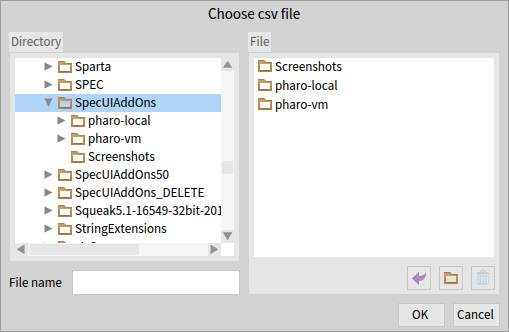 Choose csv file
Directory
Sparta
SPEC
SpecUIAddOns
pharo-local
pharo-vm
Screenshots
SpecUIAddOns50
SpecUIAddOns_DELETE
Squeak5.1-16549-32bit-201
StringExtensions
File name
File
Screenshots
pharo-local
pharo-vm
OK
Cancel